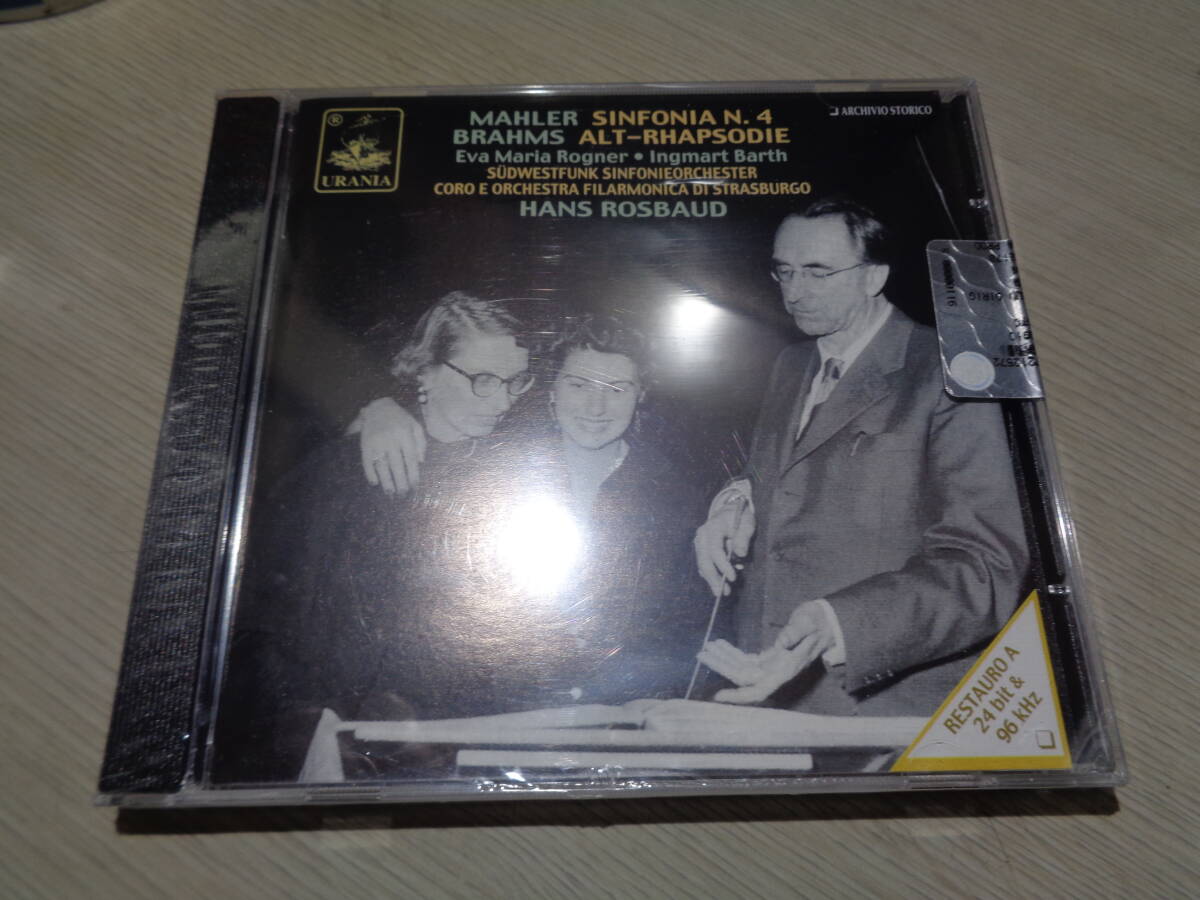 ®
URANIA
MAHLER SINFONIA N. 4
BRAHMS ALT-RHAPSODIE
Eva Maria Rogner • Ingmart Barth
SÜDWESTFUNK SINFONIEORCHESTER
CORO E ORCHESTRA FILARMONICA DI STRASBURGO
HANS ROSBAUD
ARCHIVIO STORICO
RESTAURO A
24 bit &
96 kHz